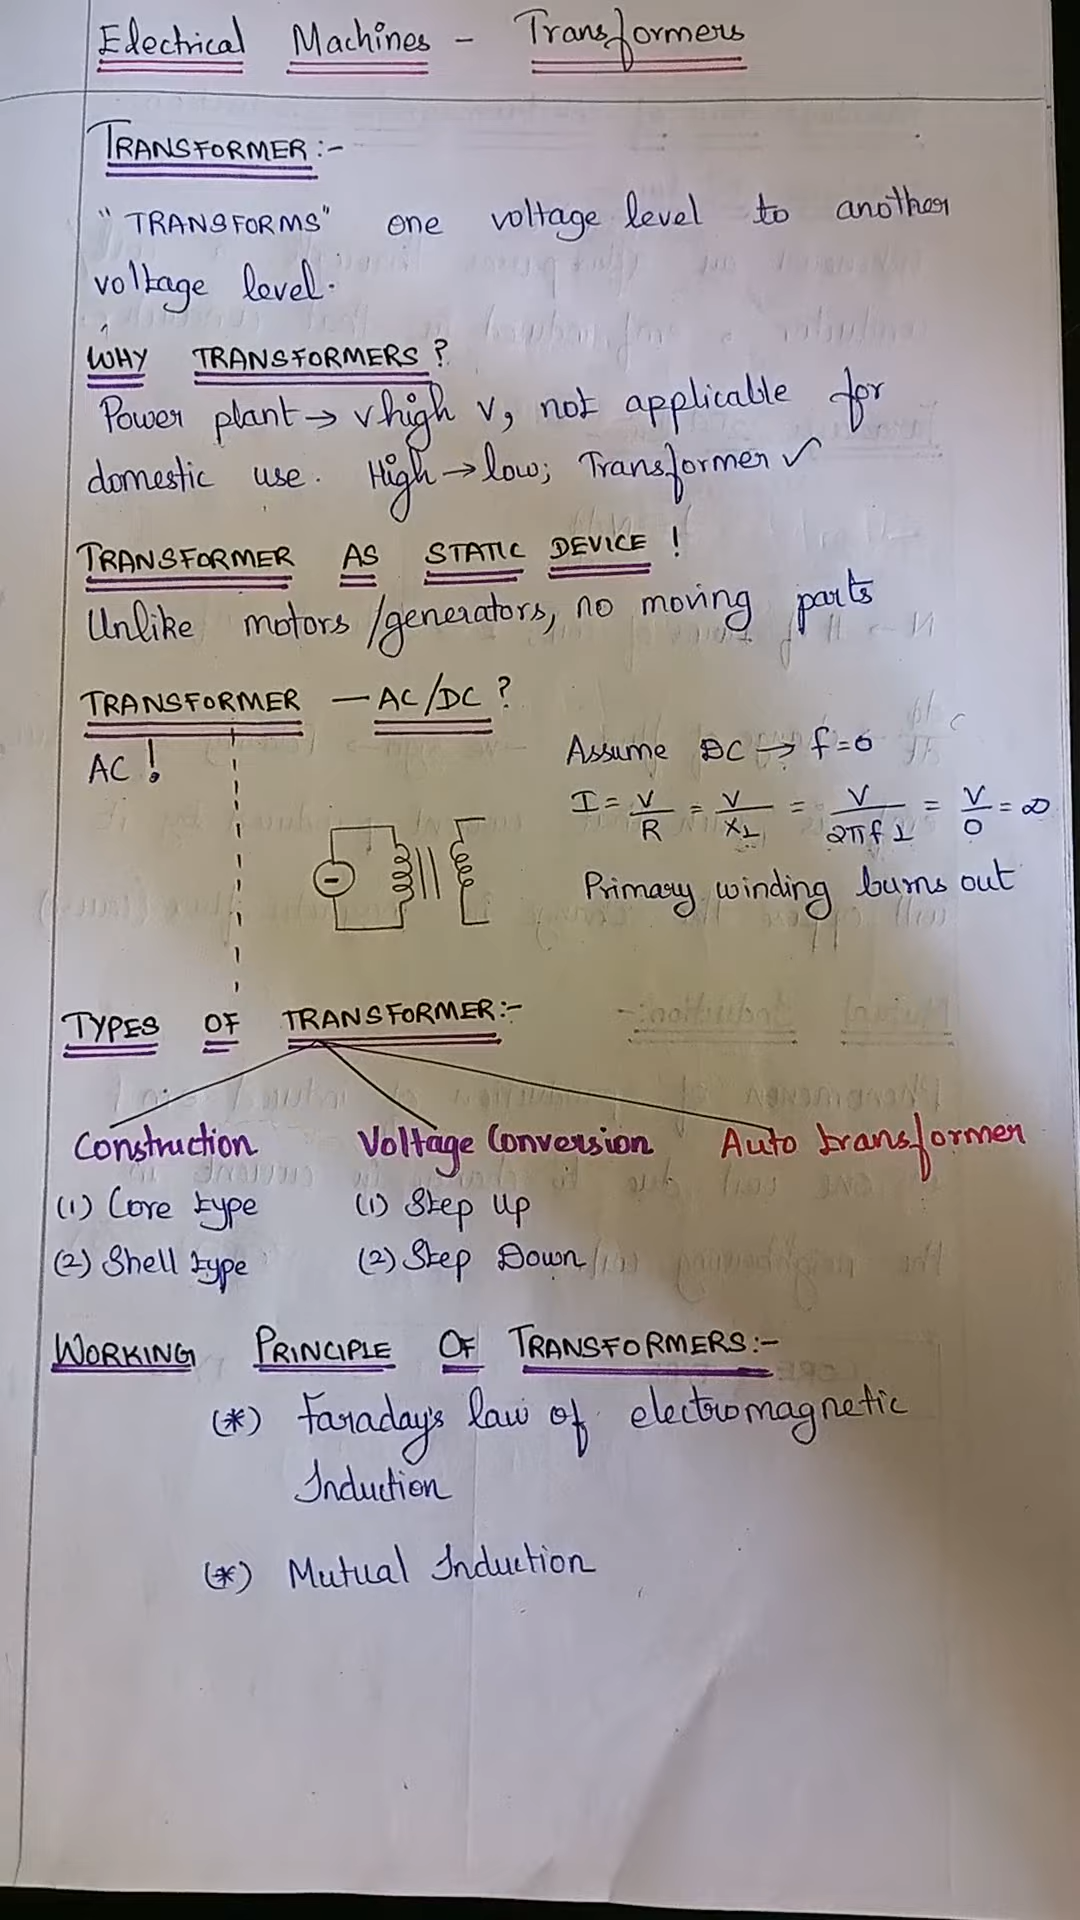 Electrical Machines - Transformers
TRANSFORMER :-
"TRANSFORMS" one voltage level to another
voltage level.
WHY TRANSFORMERS?
Power plant → v high v, not applicable for
domestic use. High → low; Transformer ✓
TRANSFORMER AS STATIC DEVICE !
Unlike motors/generators, no moving parts
TRANSFORMER — AC/DC ?
AC !
Assume DC → f=0
I = V/R = V/XL = V/2πfL = V/0 = ∞
Primary winding burns out
TYPES OF TRANSFORMER:-
Construction Voltage Conversion Auto transformer
(1) Core type (1) Step Up
(2) Shell type (2) Step Down
WORKING PRINCIPLE OF TRANSFORMERS:-
(*) Faraday's law of electromagnetic
Induction
(*) Mutual Induction